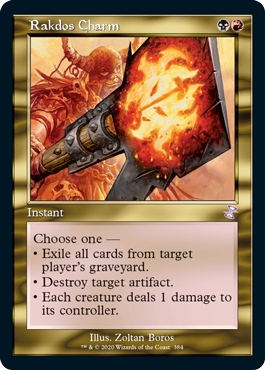 Rakdos Charm
Instant
Choose one —
• Exile all cards from target
player's graveyard.
• Destroy target artifact.
• Each creature deals 1 damage to
its controller.
Illus. Zoltan Boros
™ & © 2020 Wizards of the Coast 384